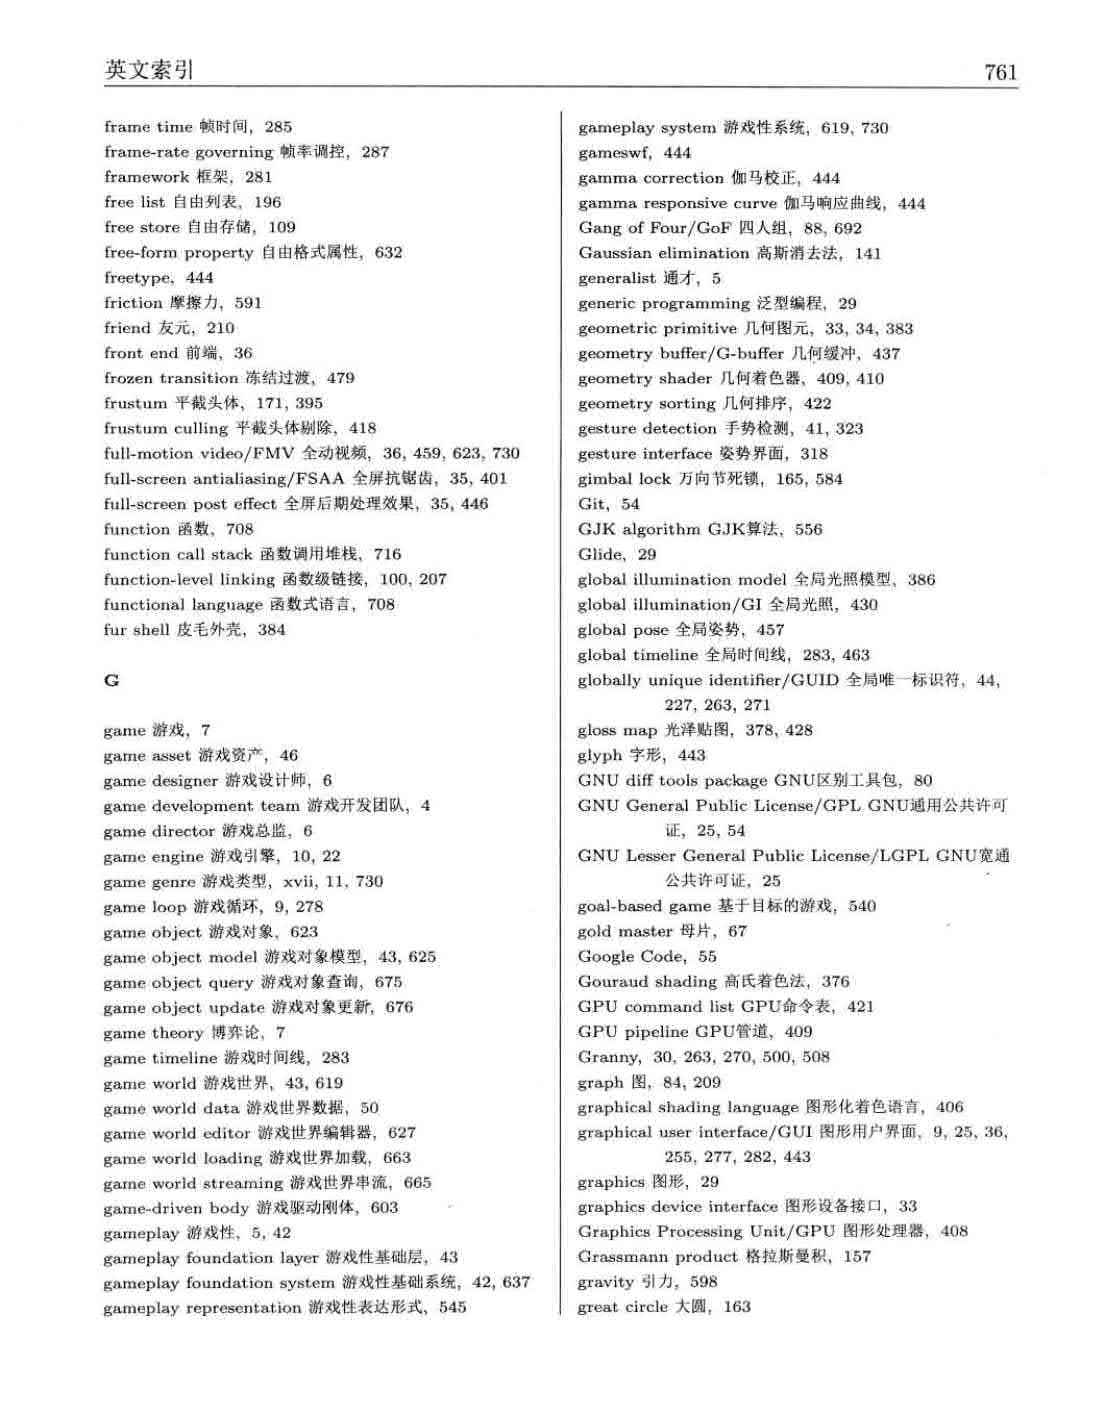 英文索引
761
frame time 帧时间，285
frame-rate governing 帧率调控，287
framework 框架，281
free list 自由列表，196
free store 自由存储，109
free-form property 自由格式属性，632
freetype，444
friction 摩擦力，591
friend 友元，210
front end 前端，36
frozen transition 冻结过渡，479
frustum 平截头体，171, 395
frustum culling 平截头体剔除，418
full-motion video/FMV 全动视频，36, 459, 623, 730
full-screen antialiasing/FSAA 全屏抗锯齿，35, 401
full-screen post effect 全屏后期处理效果，35, 446
function 函数，708
function call stack 函数调用堆栈，716
function-level linking 函数级链接，100, 207
functional language 函数式语言，708
fur shell 皮毛外壳，384
G
game 游戏，7
game asset 游戏资产，46
game designer 游戏设计师，6
game development team 游戏开发团队，4
game director 游戏总监，6
game engine 游戏引擎，10, 22
game genre 游戏类型，xvii, 11, 730
game loop 游戏循环，9, 278
game object 游戏对象，623
game object model 游戏对象模型，43, 625
game object query 游戏对象查询，675
game object update 游戏对象更新，676
game theory 博弈论，7
game timeline 游戏时间线，283
game world 游戏世界，43, 619
game world data 游戏世界数据，50
game world editor 游戏世界编辑器，627
game world loading 游戏世界加载，663
game world streaming 游戏世界串流，665
game-driven body 游戏驱动刚体，603
gameplay 游戏性，5, 42
gameplay foundation layer 游戏性基础层，43
gameplay foundation system 游戏性基础系统，42, 637
gameplay representation 游戏性表达形式，545
gameplay system 游戏性系统，619, 730
gameswf，444
gamma correction 伽马校正，444
gamma responsive curve 伽马响应曲线，444
Gang of Four/GoF 四人组，88, 692
Gaussian elimination 高斯消去法，141
generalist 通才，5
generic programming 泛型编程，29
geometric primitive 几何图元，33, 34, 383
geometry buffer/G-buffer 几何缓冲，437
geometry shader 几何着色器，409, 410
geometry sorting 几何排序，422
gesture detection 手势检测，41, 323
gesture interface 姿势界面，318
gimbal lock 万向节死锁，165, 584
Git，54
GJK algorithm GJK算法，556
Glide，29
global illumination model 全局光照模型，386
global illumination/GI 全局光照，430
global pose 全局姿势，457
global timeline 全局时间线，283, 463
globally unique identifier/GUID 全局唯一标识符，44,
227, 263, 271
gloss map 光泽贴图，378, 428
glyph 字形，443
GNU diff tools package GNU区别工具包，80
GNU General Public License/GPL GNU通用公共许可
证，25, 54
GNU Lesser General Public License/LGPL GNU宽通
公共许可证，25
goal-based game 基于目标的游戏，540
gold master 母片，67
Google Code，55
Gouraud shading 高氏着色法，376
GPU command list GPU命令表，421
GPU pipeline GPU管道，409
Granny，30, 263, 270, 500, 508
graph 图，84, 209
graphical shading language 图形化着色语言，406
graphical user interface/GUI 图形用户界面，9, 25, 36,
255, 277, 282, 443
graphics 图形，29
graphics device interface 图形设备接口，33
Graphics Processing Unit/GPU 图形处理器，408
Grassmann product 格拉斯曼积，157
gravity 引力，598
great circle 大圆，163